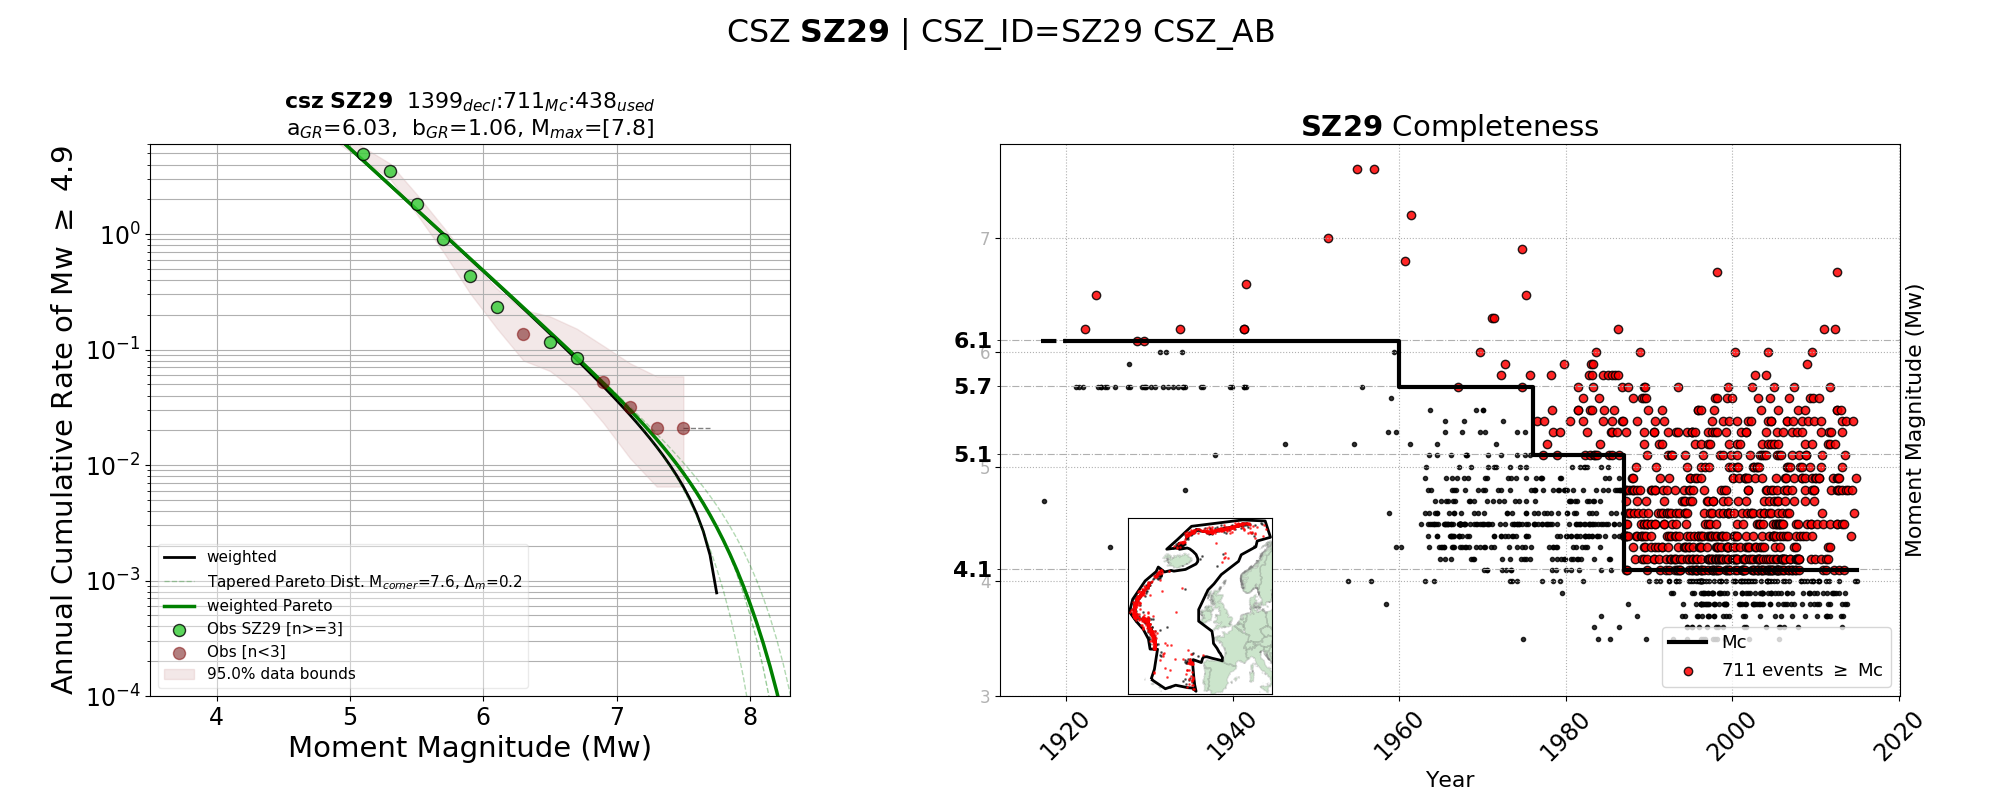 CSZ SZ29 | CSZ_ID=SZ29 CSZ_AB
csz SZ29 1399decl:711Mc:438used
aGR=6.03, bGR=1.06, Mmax=[7.8]
Annual Cumulative Rate of Mw ≥ 4.9
10^0
10^-1
10^-2
10^-3
10^-4
weighted
Tapered Pareto Dist. Mcorner=7.6, Δm=0.2
weighted Pareto
Obs SZ29 [n>=3]
Obs [n<3]
95.0% data bounds
4 5 6 7 8
Moment Magnitude (Mw)
SZ29 Completeness
7
6.1
6
5.7
5.1
5
4.1
4
3
Moment Magnitude (Mw)
Mc
711 events ≥ Mc
1920 1940 1960 1980 2000 2020
Year